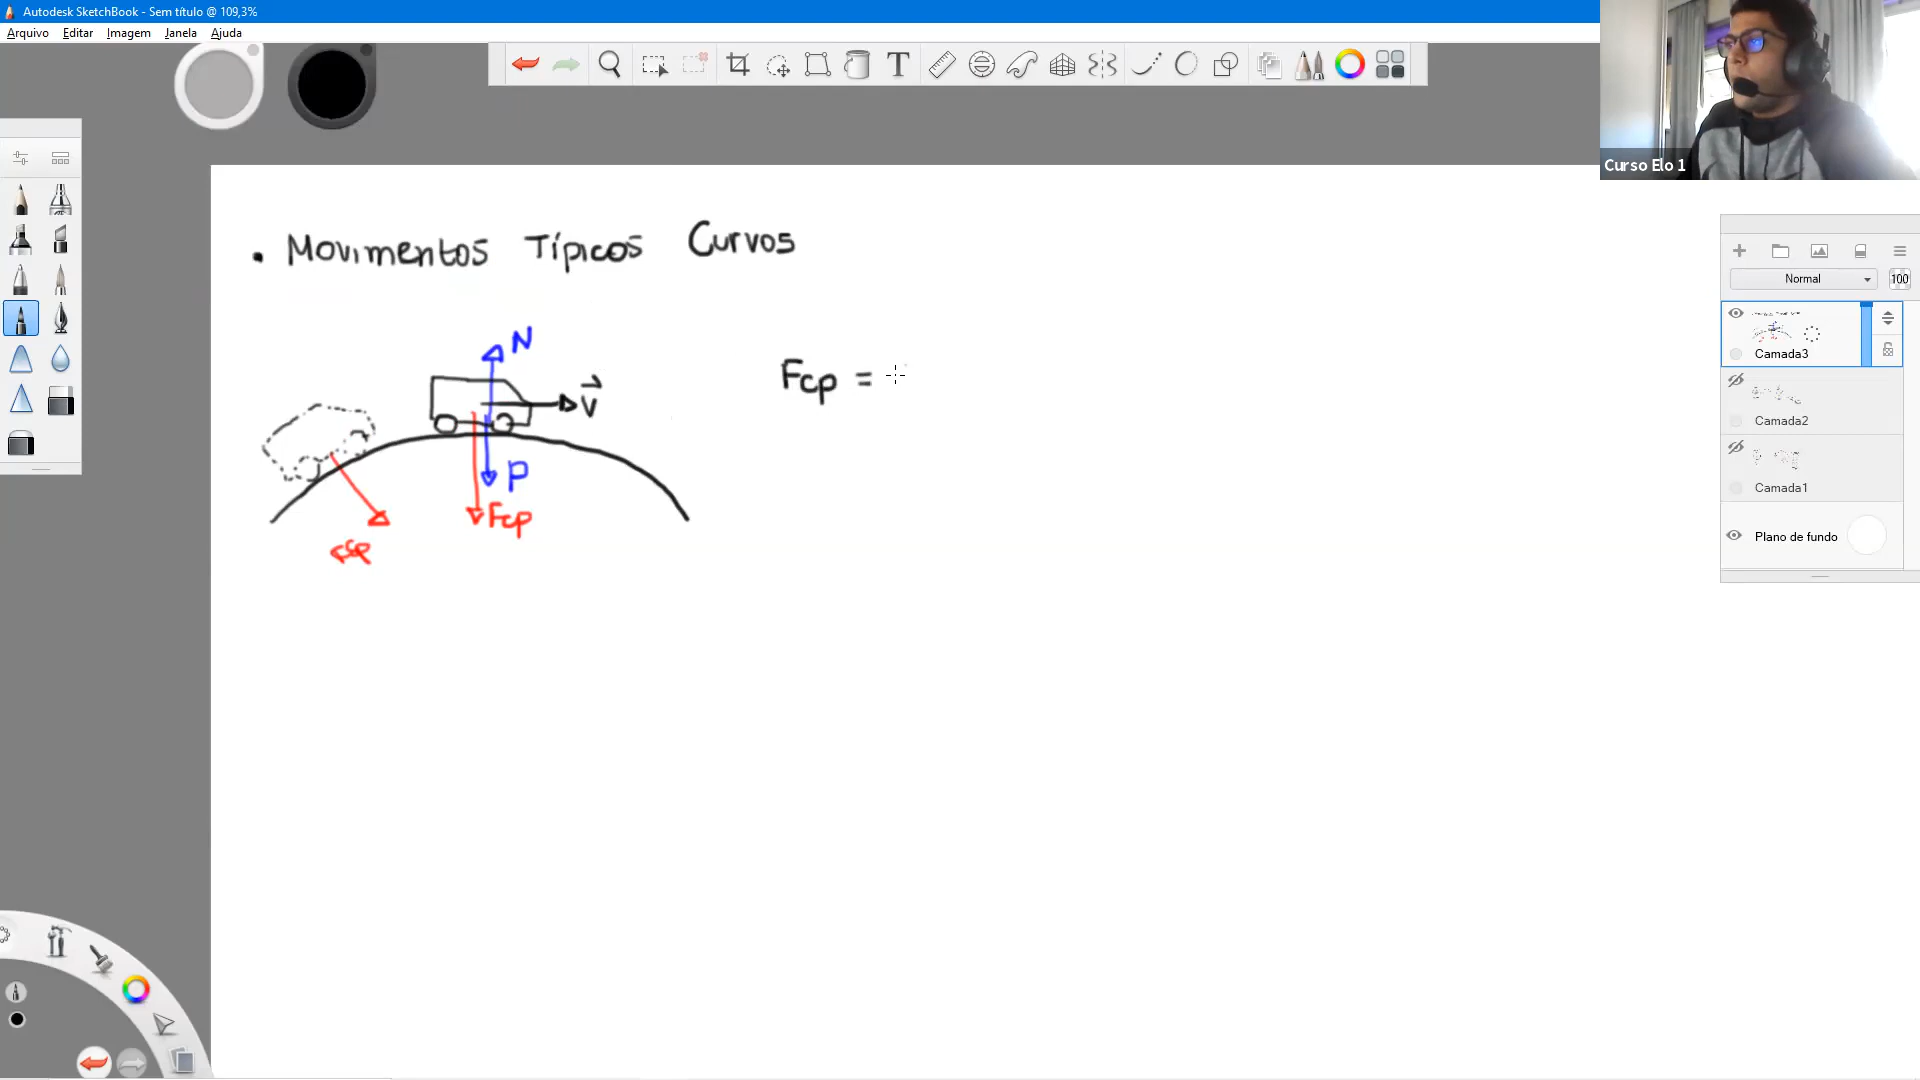 Autodesk SketchBook - Sem título @ 109,3%
Arquivo Editar Imagem Janela Ajuda
T
Curso Elo 1
• Movimentos Típicos Curvos
Normal
100
N
Fcp =
Camada3
V
P
Fcp
Camada2
cp
Camada1
Plano de fundo